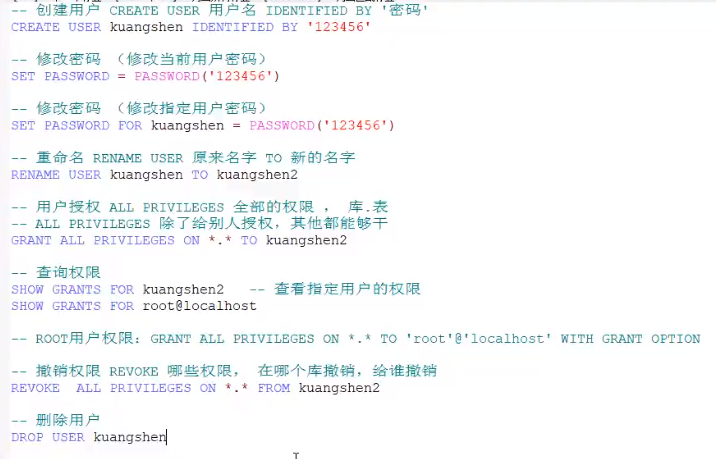 -- 创建用户 CREATE USER 用户名 IDENTIFIED BY '密码'
CREATE USER kuangshen IDENTIFIED BY '123456'
-- 修改密码 （修改当前用户密码）
SET PASSWORD = PASSWORD('123456')
-- 修改密码 （修改指定用户密码）
SET PASSWORD FOR kuangshen = PASSWORD('123456')
-- 重命名 RENAME USER 原来名字 TO 新的名字
RENAME USER kuangshen TO kuangshen2
-- 用户授权 ALL PRIVILEGES 全部的权限 ， 库.表
-- ALL PRIVILEGES 除了给别人授权，其他都能够干
GRANT ALL PRIVILEGES ON *.* TO kuangshen2
-- 查询权限
SHOW GRANTS FOR kuangshen2 -- 查看指定用户的权限
SHOW GRANTS FOR root@localhost
-- ROOT用户权限：GRANT ALL PRIVILEGES ON *.* TO 'root'@'localhost' WITH GRANT OPTION
-- 撤销权限 REVOKE 哪些权限， 在哪个库撤销，给谁撤销
REVOKE ALL PRIVILEGES ON *.* FROM kuangshen2
-- 删除用户
DROP USER kuangshen